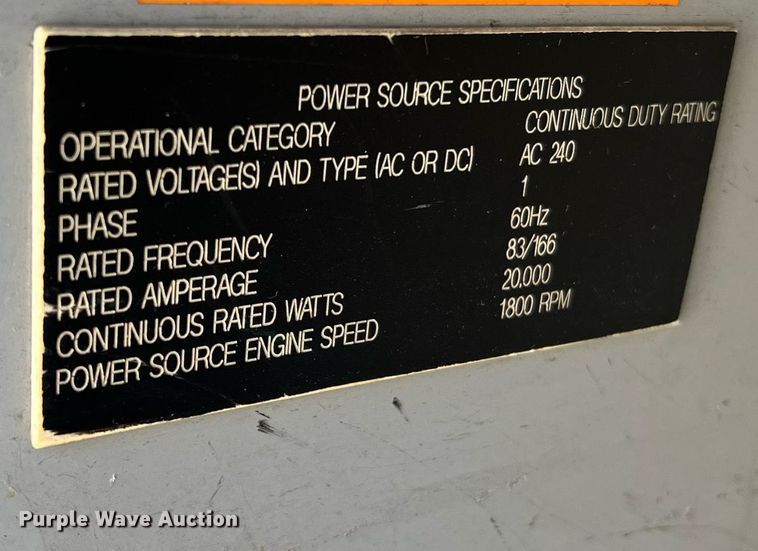 POWER SOURCE SPECIFICATIONS
OPERATIONAL CATEGORY CONTINUOUS DUTY RATING
RATED VOLTAGE(S) AND TYPE (AC OR DC) AC 240
PHASE 1
RATED FREQUENCY 60Hz
RATED AMPERAGE 83/166
CONTINUOUS RATED WATTS 20,000
POWER SOURCE ENGINE SPEED 1800 RPM
Purple Wave Auction